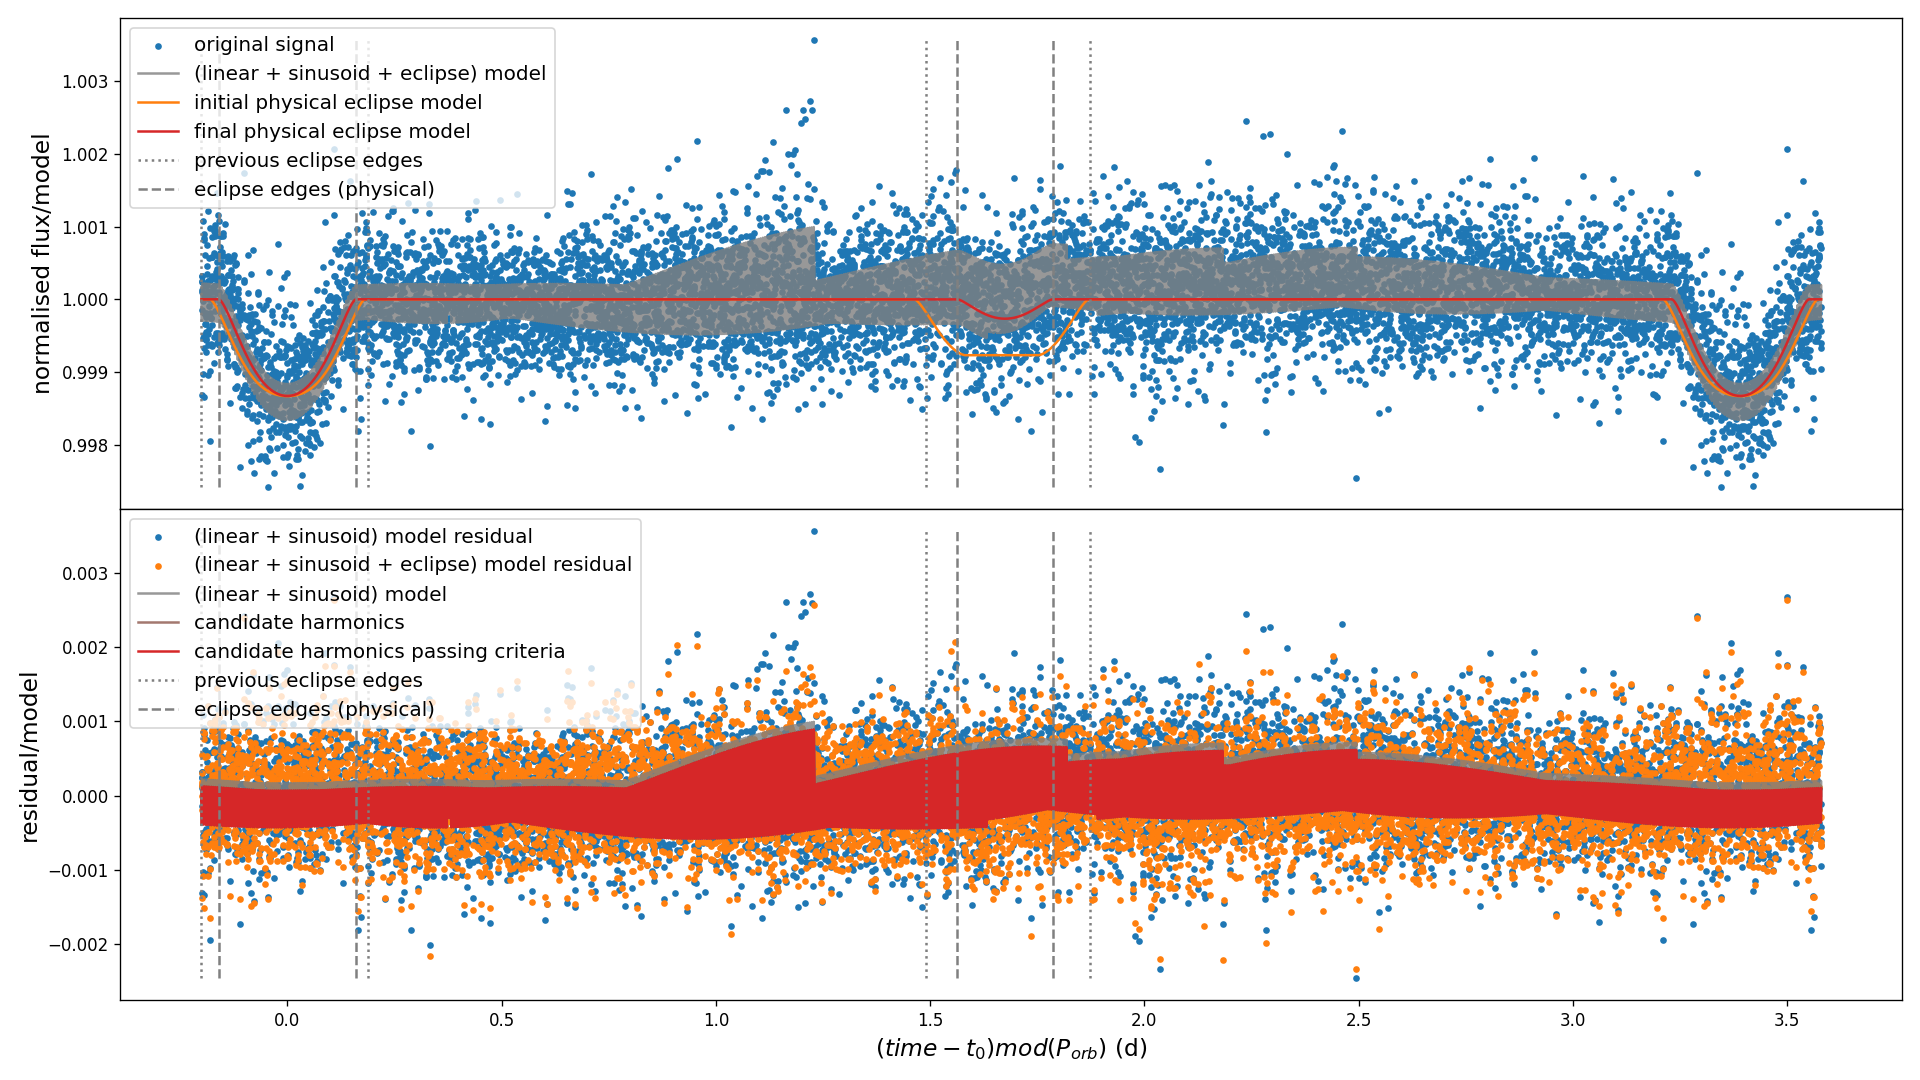 original signal
(linear + sinusoid + eclipse) model
initial physical eclipse model
final physical eclipse model
previous eclipse edges
eclipse edges (physical)
normalised flux/model
1.003
1.002
1.001
1.000
0.999
0.998
(linear + sinusoid) model residual
(linear + sinusoid + eclipse) model residual
(linear + sinusoid) model
candidate harmonics
candidate harmonics passing criteria
previous eclipse edges
eclipse edges (physical)
residual/model
0.003
0.002
0.001
0.000
−0.001
−0.002
0.0 0.5 1.0 1.5 2.0 2.5 3.0 3.5
(time − t₀)mod(Pₒᵣb) (d)